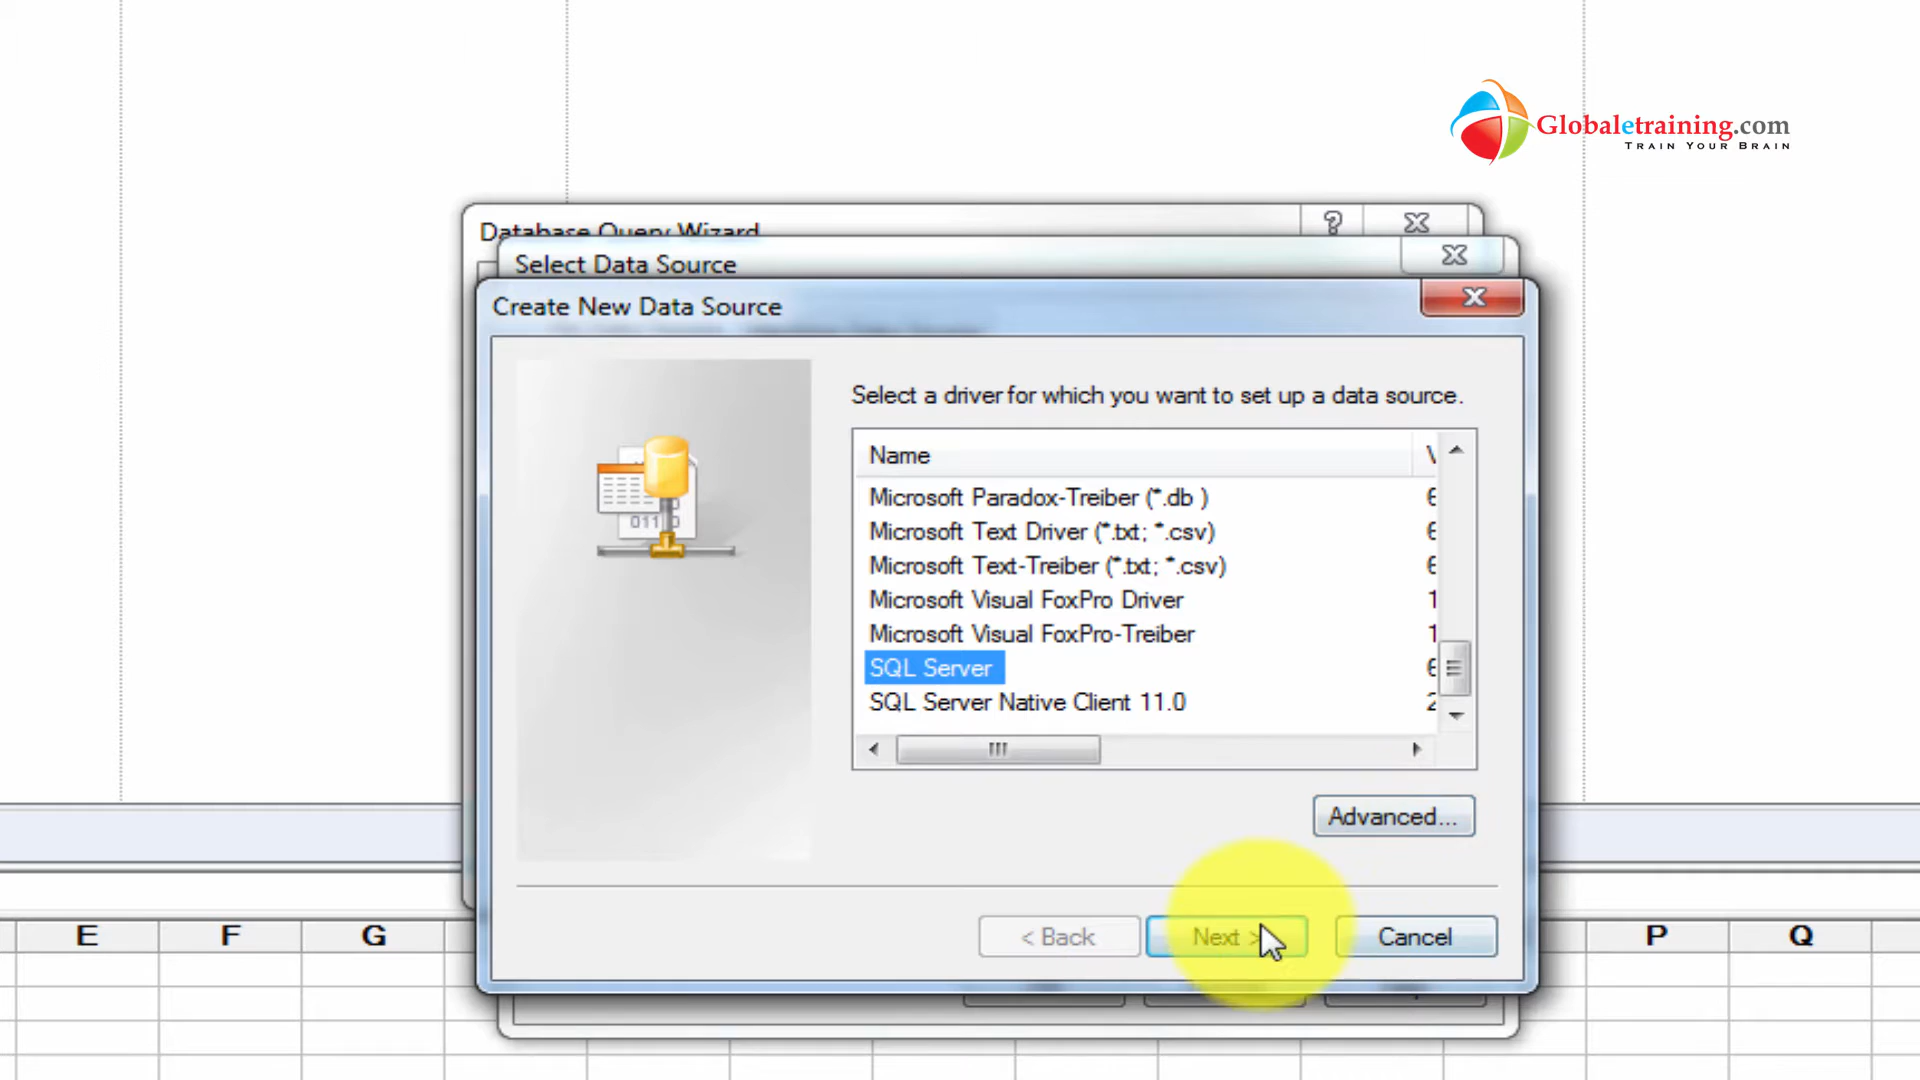 Globaletraining.com
TRAIN YOUR BRAIN
Database Query Wizard
Select Data Source
Create New Data Source
Select a driver for which you want to set up a data source.
Name
Microsoft Paradox-Treiber (*.db )
Microsoft Text Driver (*.txt; *.csv)
Microsoft Text-Treiber (*.txt; *.csv)
Microsoft Visual FoxPro Driver
Microsoft Visual FoxPro-Treiber
SQL Server
SQL Server Native Client 11.0
Advanced...
< Back
Next >
Cancel
E F G P Q